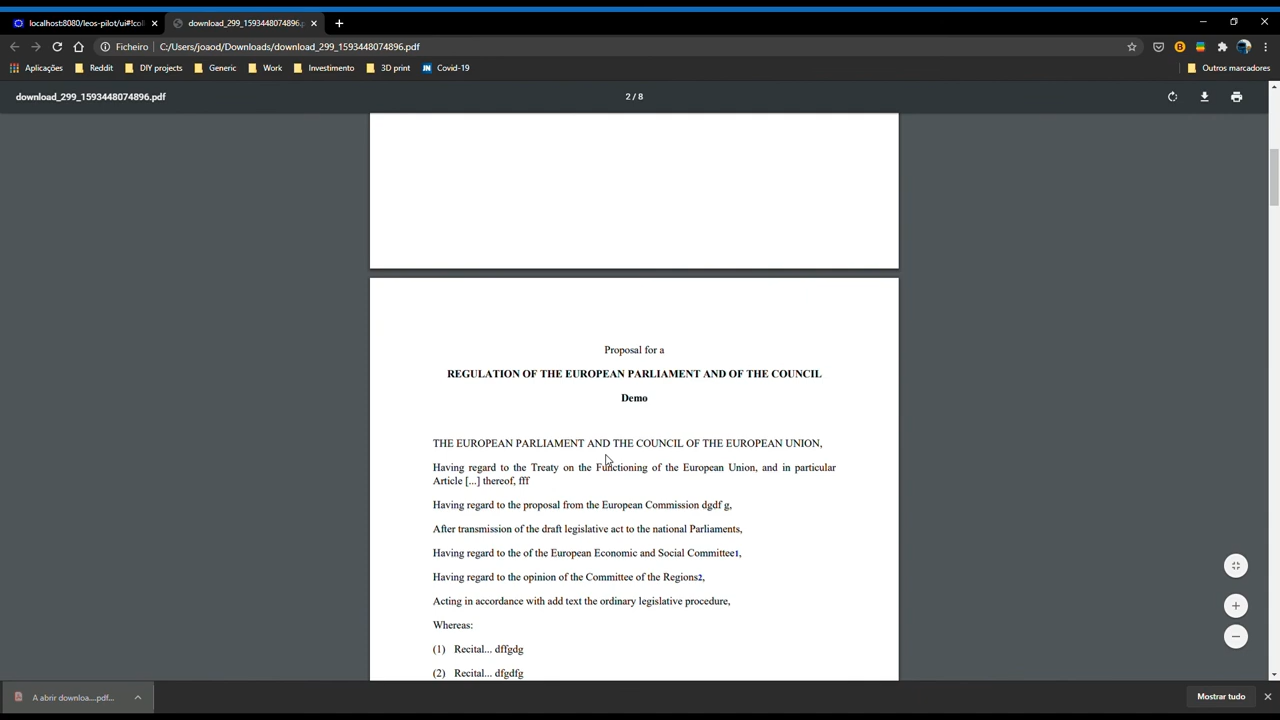 localhost:8080/leos-pilot/ui#!col
download_299_1593448074896.p
Ficheiro
C:/Users/joaod/Downloads/download_299_1593448074896.pdf
Aplicações
Reddit
DIY projects
Generic
Work
Investimento
3D print
JN
Covid-19
Outros marcadores
download_299_1593448074896.pdf
2 / 8
Proposal for a
REGULATION OF THE EUROPEAN PARLIAMENT AND OF THE COUNCIL
Demo
THE EUROPEAN PARLIAMENT AND THE COUNCIL OF THE EUROPEAN UNION,
Having regard to the Treaty on the Functioning of the European Union, and in particular
Article [...] thereof, fff
Having regard to the proposal from the European Commission dgdf g,
After transmission of the draft legislative act to the national Parliaments,
Having regard to the of the European Economic and Social Committee1,
Having regard to the opinion of the Committee of the Regions2,
Acting in accordance with add text the ordinary legislative procedure,
Whereas:
(1) Recital... dffgdg
(2) Recital... dfgdfg
A abrir downloa....pdf...
Mostrar tudo